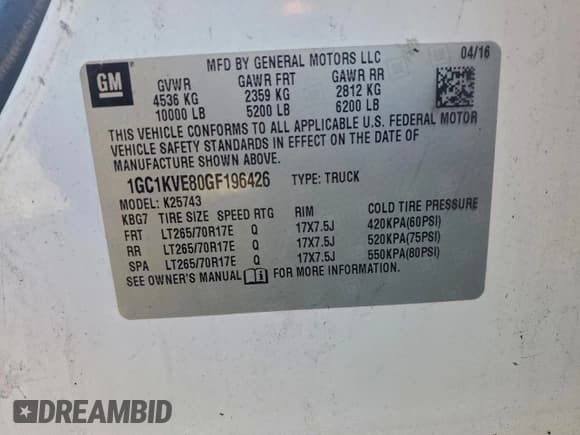 GM
MFD BY GENERAL MOTORS LLC 04/16
GVWR GAWR FRT GAWR RR
4536 KG 2359 KG 2812 KG
10000 LB 5200 LB 6200 LB
THIS VEHICLE CONFORMS TO ALL APPLICABLE U.S. FEDERAL MOTOR
VEHICLE SAFETY STANDARDS IN EFFECT ON THE DATE OF
MANUFACTURE SHOWN ABOVE.
1GC1KVE80GF196426 TYPE: TRUCK
MODEL: K25743
KBG7 TIRE SIZE SPEED RTG RIM COLD TIRE PRESSURE
FRT LT265/70R17E Q 17X7.5J 420KPA(60PSI)
RR LT265/70R17E Q 17X7.5J 520KPA(75PSI)
SPA LT265/70R17E Q 17X7.5J 550KPA(80PSI)
SEE OWNER'S MANUAL FOR MORE INFORMATION.
DREAMBID